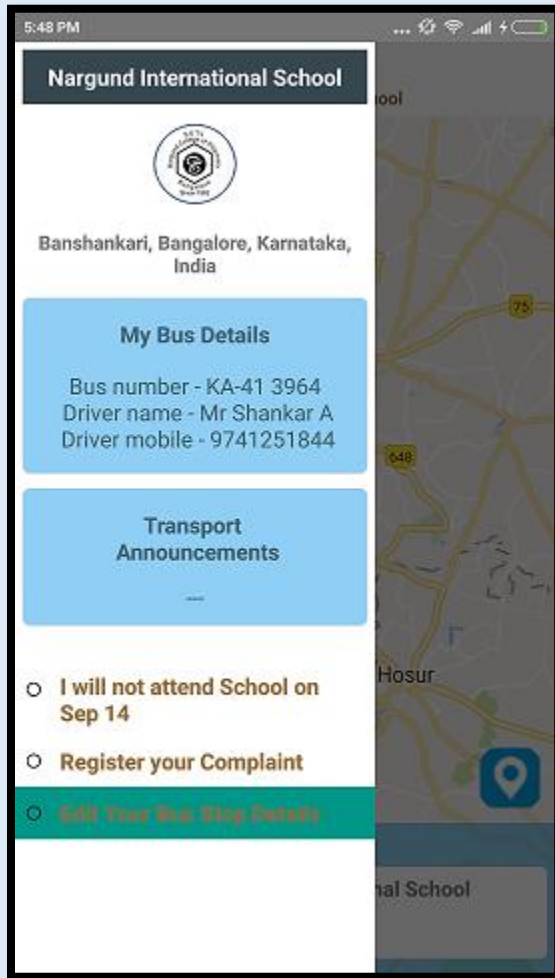 5:48 PM
Nargund International School
ool
Banshankari, Bangalore, Karnataka,
India
75
My Bus Details
Bus number - KA-41 3964
Driver name - Mr Shankar A
Driver mobile - 9741251844
648
Transport
Announcements
---
Hosur
I will not attend School on
Sep 14
Register your Complaint
Edit Your Bus Stop Details
nal School